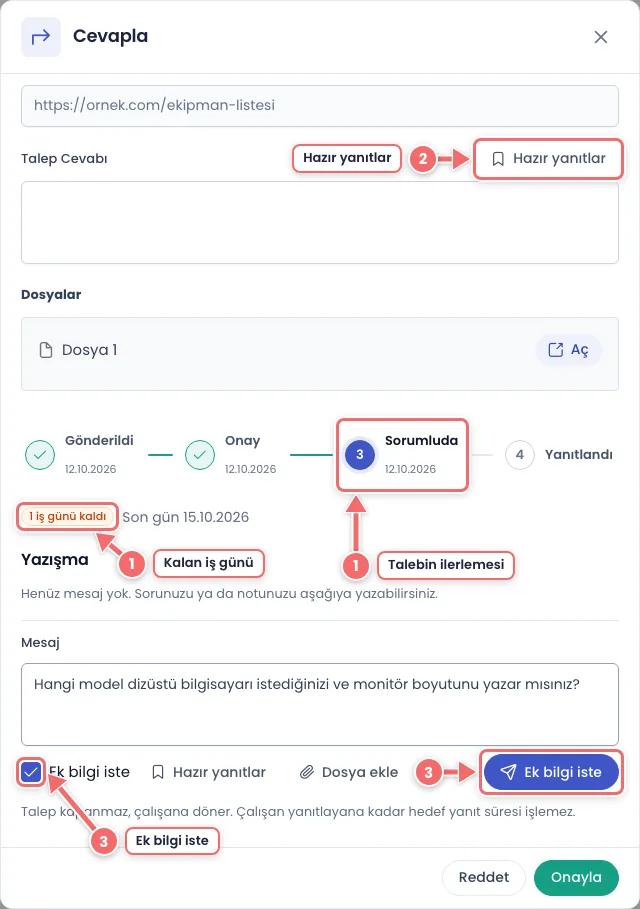 Cevapla
https://ornek.com/ekipman-listesi
Talep Cevabı
Hazır yanıtlar
2
Hazır yanıtlar
Dosyalar
Dosya 1
Aç
Gönderildi
12.10.2026
Onay
12.10.2026
3
Sorumluda
12.10.2026
4
Yanıtlandı
1 iş günü kaldı
Son gün 15.10.2026
1
Kalan iş günü
1
Talebin ilerlemesi
Yazışma
Henüz mesaj yok. Sorunuzu ya da notunuzu aşağıya yazabilirsiniz.
Mesaj
Hangi model dizüstü bilgisayarı istediğinizi ve monitör boyutunu yazar mısınız?
Ek bilgi iste
Hazır yanıtlar
Dosya ekle
3
Ek bilgi iste
Talep kapanmaz, çalışana döner. Çalışan yanıtlayana kadar hedef yanıt süresi işlemez.
3
Ek bilgi iste
Reddet
Onayla